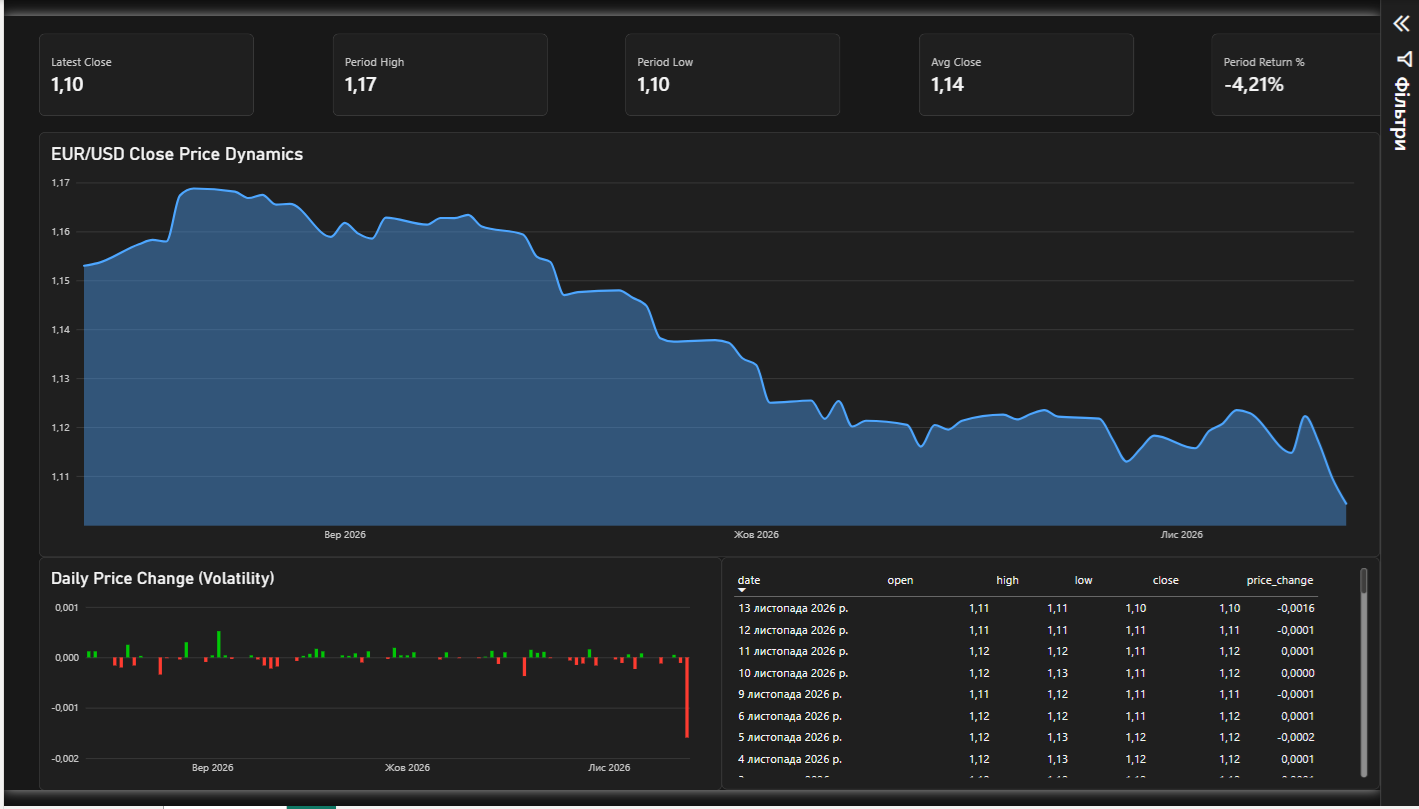 Latest Close
1,10
Period High
1,17
Period Low
1,10
Avg Close
1,14
Period Return %
-4,21%
Фільтри
EUR/USD Close Price Dynamics
1,17
1,16
1,15
1,14
1,13
1,12
1,11
Вер 2026 Жов 2026 Лис 2026
Daily Price Change (Volatility)
0,001
0,000
-0,001
-0,002
Вер 2026 Жов 2026 Лис 2026
date open high low close price_change
13 листопада 2026 р. 1,11 1,11 1,10 1,10 -0,0016
12 листопада 2026 р. 1,11 1,11 1,11 1,11 -0,0001
11 листопада 2026 р. 1,12 1,12 1,11 1,12 0,0001
10 листопада 2026 р. 1,12 1,13 1,11 1,12 0,0000
9 листопада 2026 р. 1,11 1,12 1,11 1,11 -0,0001
6 листопада 2026 р. 1,12 1,12 1,11 1,12 0,0001
5 листопада 2026 р. 1,12 1,13 1,12 1,12 -0,0002
4 листопада 2026 р. 1,12 1,13 1,12 1,12 0,0001